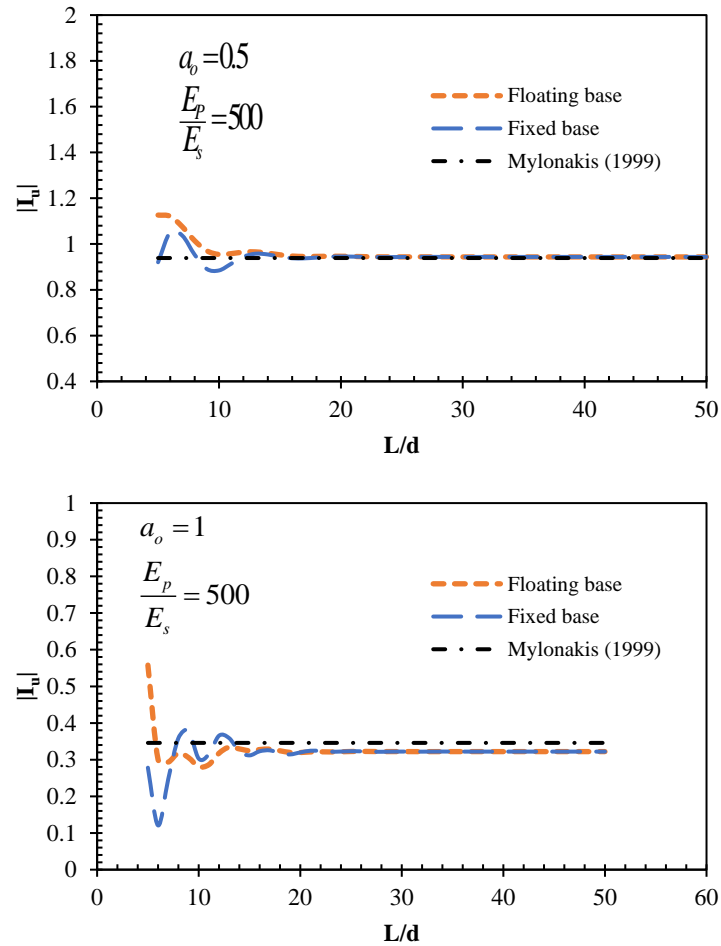 2
1.8
1.6
1.4
1.2
1
0.8
0.6
0.4
|Iu|
a_o=0.5
E_P/E_s=500
Floating base
Fixed base
Mylonakis (1999)
0 10 20 30 40 50
L/d
1
0.9
0.8
0.7
0.6
0.5
0.4
0.3
0.2
0.1
0
|Iu|
a_o = 1
E_p/E_s = 500
Floating base
Fixed base
Mylonakis (1999)
0 10 20 30 40 50 60
L/d